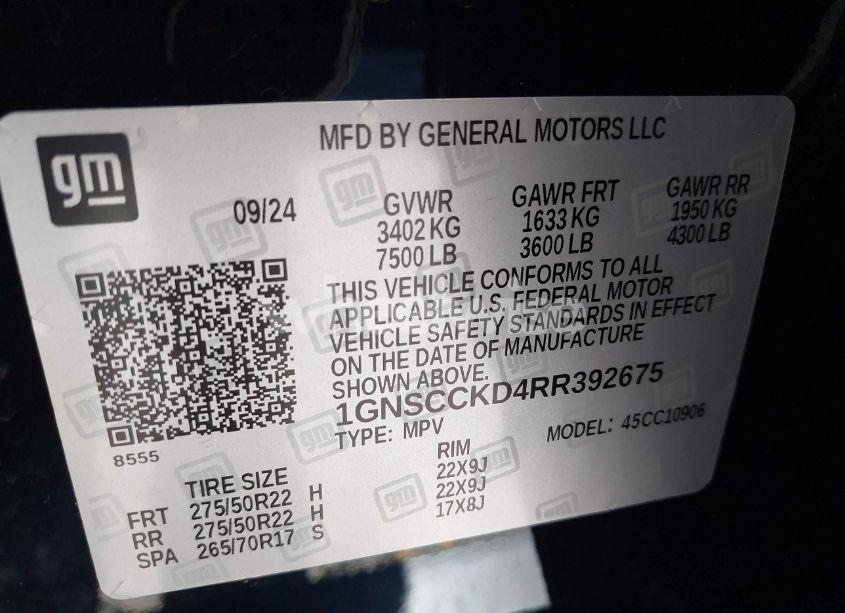 gm
MFD BY GENERAL MOTORS LLC
09/24
GVWR
3402 KG
7500 LB
GAWR FRT
1633 KG
3600 LB
GAWR RR
1950 KG
4300 LB
THIS VEHICLE CONFORMS TO ALL
APPLICABLE U.S. FEDERAL MOTOR
VEHICLE SAFETY STANDARDS IN EFFECT
ON THE DATE OF MANUFACTURE
SHOWN ABOVE.
1GNSCCKD4RR392675
TYPE: MPV
MODEL: 45CC10906
8555
TIRE SIZE
RIM
FRT 275/50R22 H 22X9J
RR 275/50R22 H 22X9J
SPA 265/70R17 S 17X8J